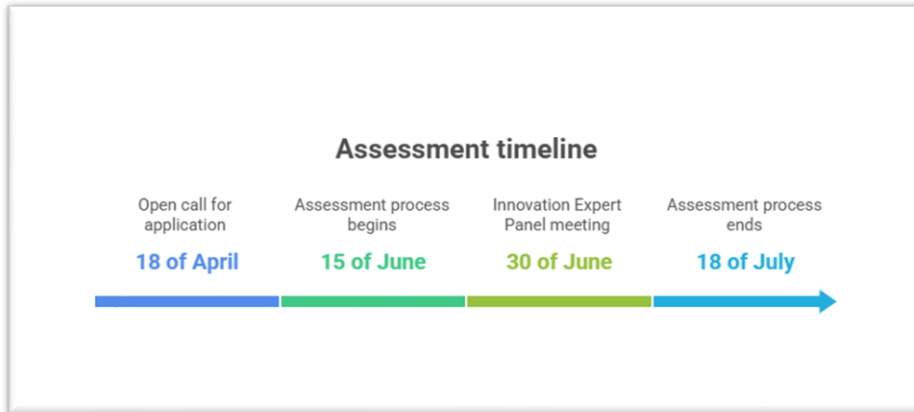 Assessment timeline
Open call for
application
18 of April
Assessment process
begins
15 of June
Innovation Expert
Panel meeting
30 of June
Assessment process
ends
18 of July